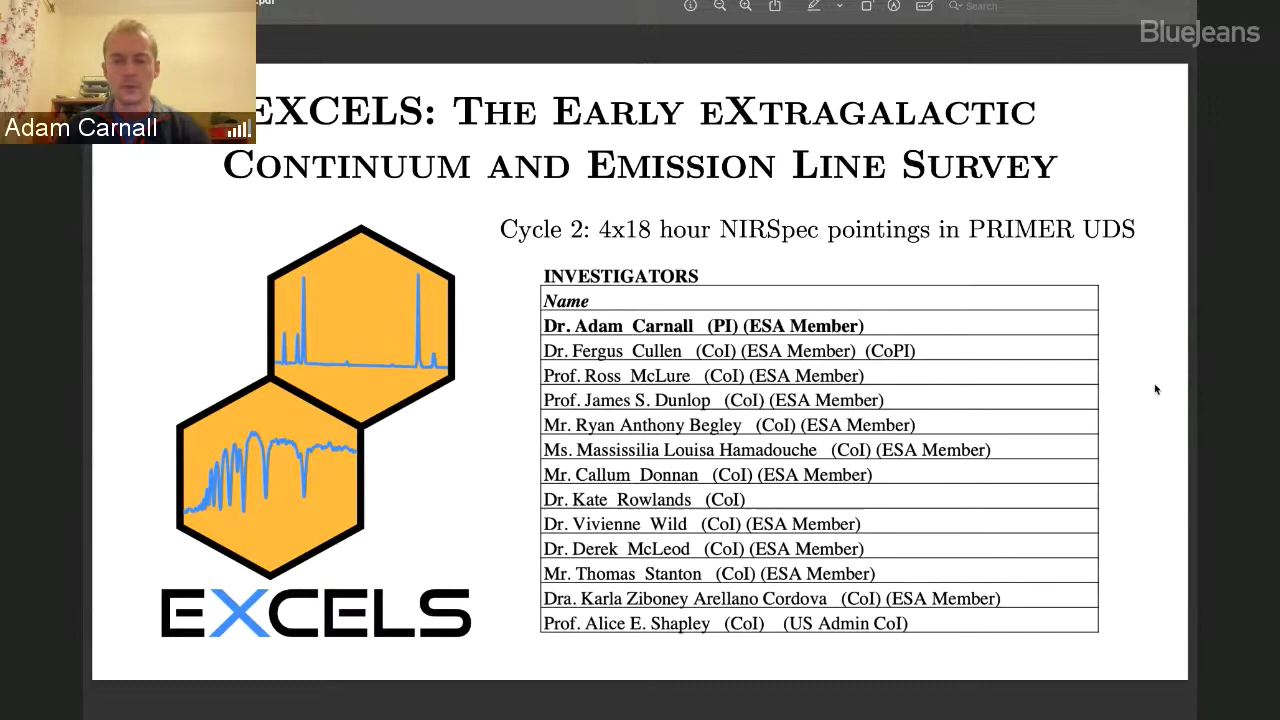 .pdf
Search
BlueJeans
Adam Carnall
EXCELS: The Early eXtragalactic
Continuum and Emission Line Survey
Cycle 2: 4x18 hour NIRSpec pointings in PRIMER UDS
INVESTIGATORS
Name
Dr. Adam Carnall (PI) (ESA Member)
Dr. Fergus Cullen (CoI) (ESA Member) (CoPI)
Prof. Ross McLure (CoI) (ESA Member)
Prof. James S. Dunlop (CoI) (ESA Member)
Mr. Ryan Anthony Begley (CoI) (ESA Member)
Ms. Massissilia Louisa Hamadouche (CoI) (ESA Member)
Mr. Callum Donnan (CoI) (ESA Member)
Dr. Kate Rowlands (CoI)
Dr. Vivienne Wild (CoI) (ESA Member)
Dr. Derek McLeod (CoI) (ESA Member)
Mr. Thomas Stanton (CoI) (ESA Member)
Dra. Karla Ziboney Arellano Cordova (CoI) (ESA Member)
Prof. Alice E. Shapley (CoI) (US Admin CoI)
EXCELS